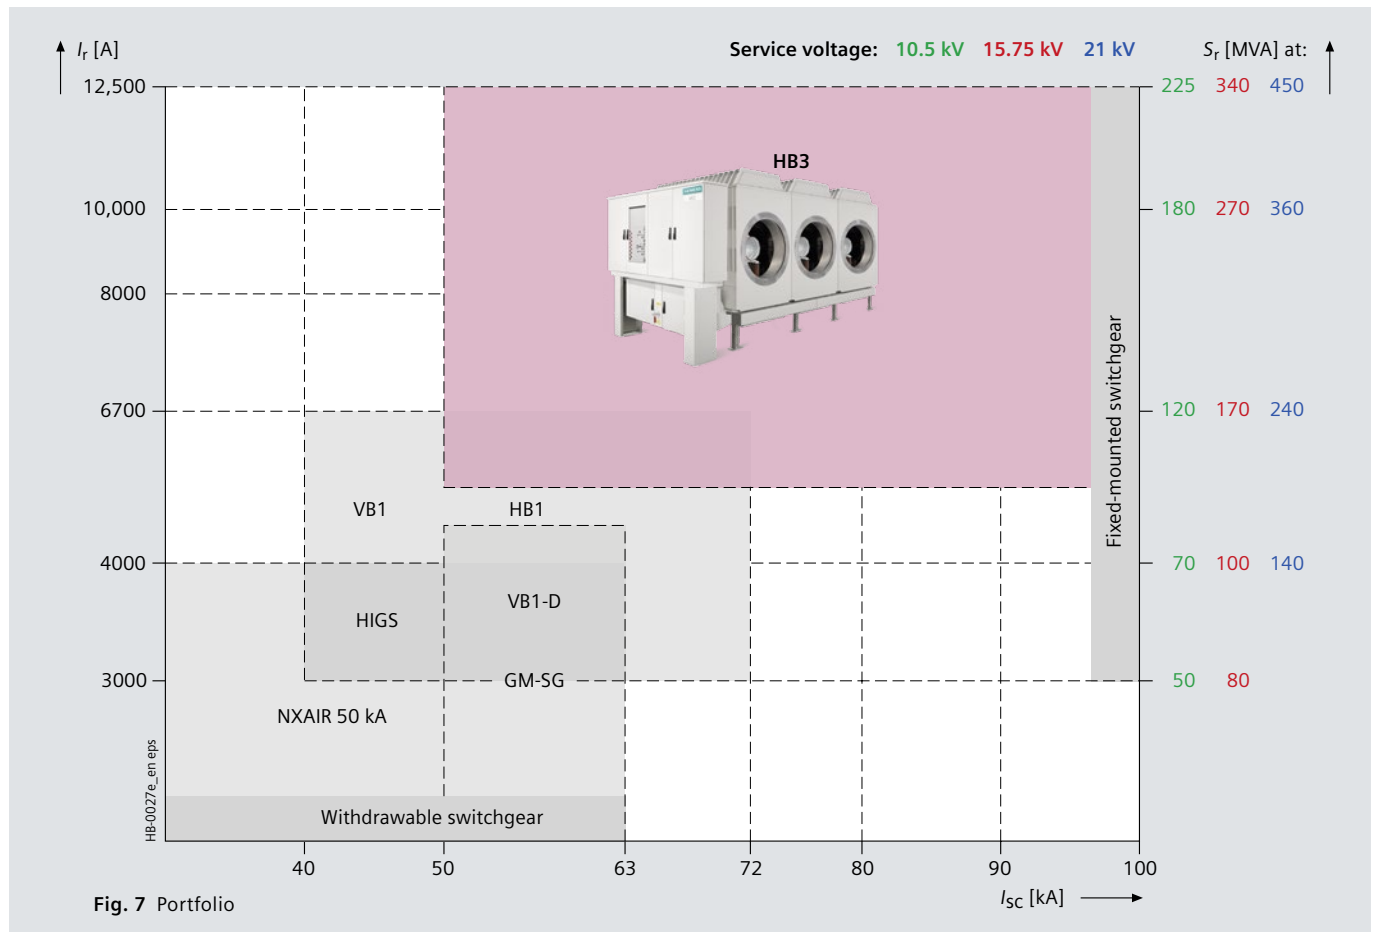 Ir [A]
Service voltage: 10.5 kV 15.75 kV 21 kV
Sr [MVA] at:
12,500
225 340 450
HB3
10,000
180 270 360
8000
6700
120 170 240
Fixed-mounted switchgear
VB1
HB1
4000
70 100 140
VB1-D
HIGS
3000
GM-SG
50 80
NXAIR 50 kA
HB-0027e_en eps
Withdrawable switchgear
40 50 63 72 80 90 100
ISC [kA]
Fig. 7 Portfolio